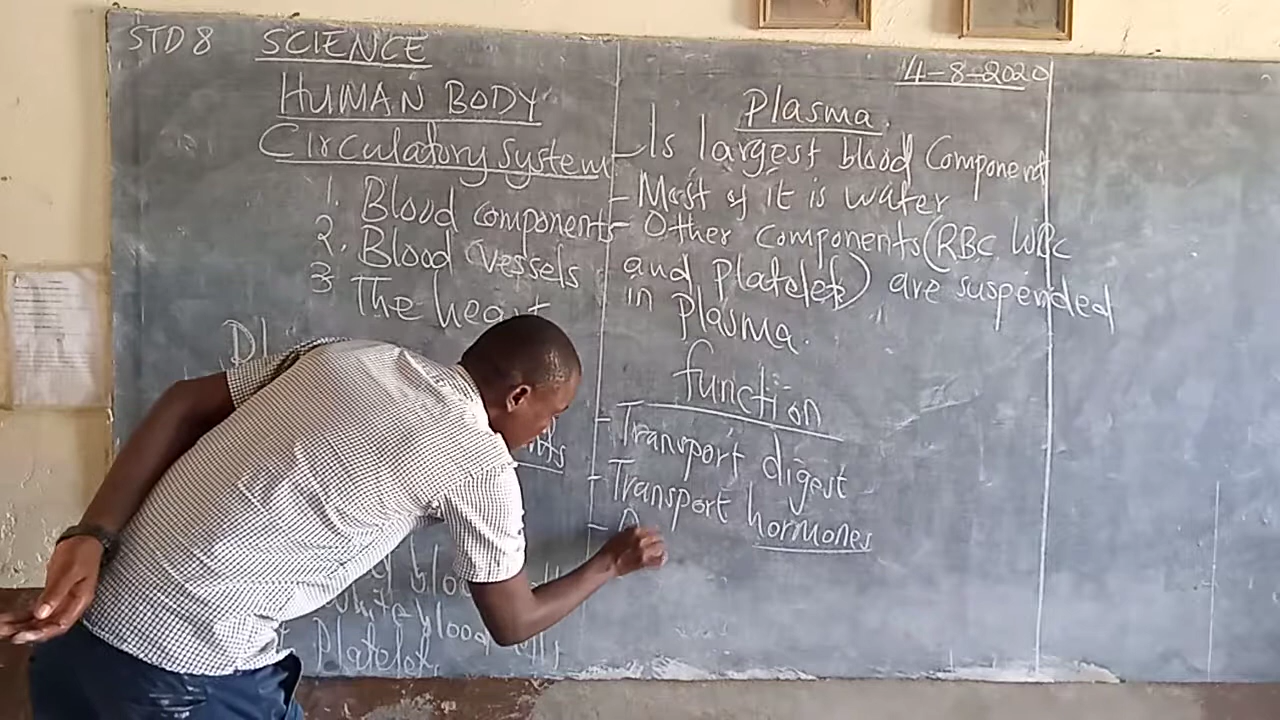 STD 8 SCIENCE
HUMAN BODY
Circulatory System
1. Blood components
2. Blood vessels
3 The heart
blood
White blood cells
Platelet
4-8-2020
Plasma.
- Is largest blood Component
- Most of it is water
- Other components (RBC WBC
and Platelets) are suspended
in Plasma.
function
- Transport digest
- Transport hormones
-